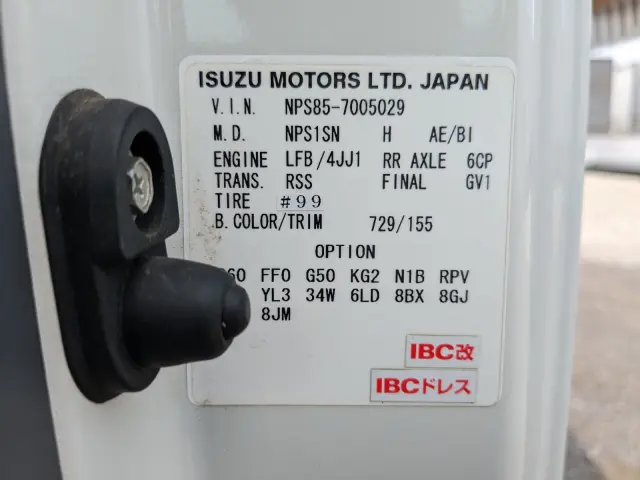 ISUZU MOTORS LTD. JAPAN
V.I.N. NPS85-7005029
M.D. NPS1SN H AE/BI
ENGINE LFB/4JJ1 RR AXLE 6CP
TRANS. RSS FINAL GV1
TIRE #99
B.COLOR/TRIM 729/155
OPTION
FF0 G50 KG2 N1B RPV
YL3 34W 6LD 8BX 8GJ
8JM
IBC改
IBCドレス